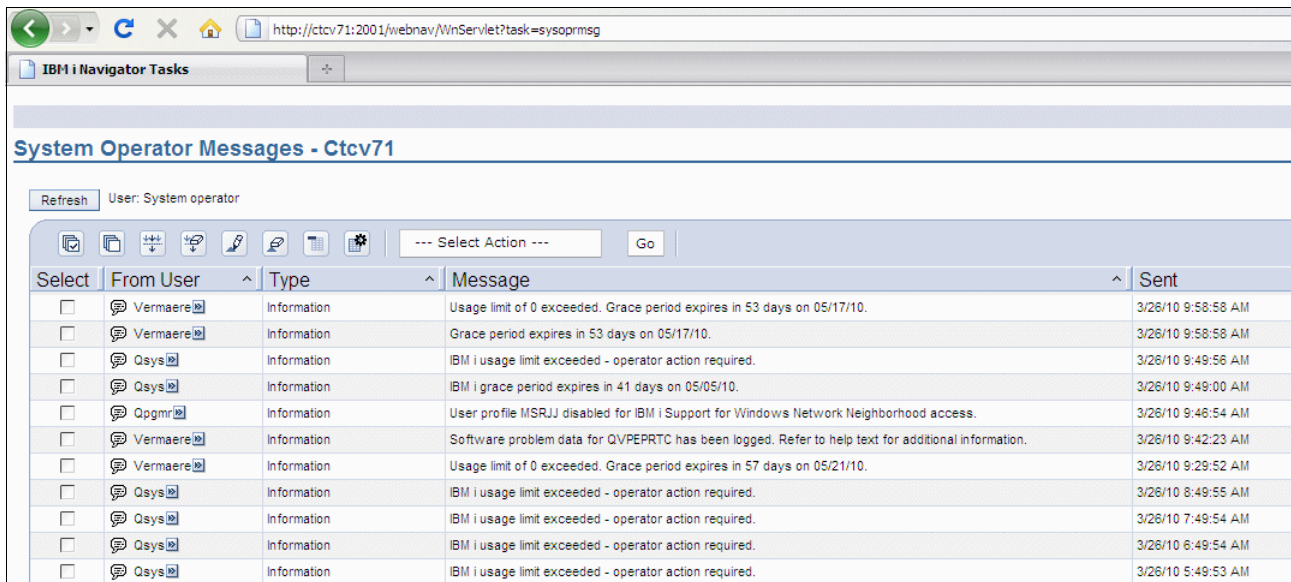 http://ctcv71:2001/webnav/WnServlet?task=sysoprmsg
IBM i Navigator Tasks
System Operator Messages - Ctcv71
Refresh User: System operator
--- Select Action --- Go
Select From User Type Message Sent
Vermaere Information Usage limit of 0 exceeded. Grace period expires in 53 days on 05/17/10. 3/26/10 9:58:58 AM
Vermaere Information Grace period expires in 53 days on 05/17/10. 3/26/10 9:58:58 AM
Qsys Information IBM i usage limit exceeded - operator action required. 3/26/10 9:49:56 AM
Qsys Information IBM i grace period expires in 41 days on 05/05/10. 3/26/10 9:49:00 AM
Qpgmr Information User profile MSRJJ disabled for IBM i Support for Windows Network Neighborhood access. 3/26/10 9:46:54 AM
Vermaere Information Software problem data for QVPEPRTC has been logged. Refer to help text for additional information. 3/26/10 9:42:23 AM
Vermaere Information Usage limit of 0 exceeded. Grace period expires in 57 days on 05/21/10. 3/26/10 9:29:52 AM
Qsys Information IBM i usage limit exceeded - operator action required. 3/26/10 8:49:55 AM
Qsys Information IBM i usage limit exceeded - operator action required. 3/26/10 7:49:54 AM
Qsys Information IBM i usage limit exceeded - operator action required. 3/26/10 6:49:54 AM
Qsys Information IBM i usage limit exceeded - operator action required. 3/26/10 5:49:53 AM